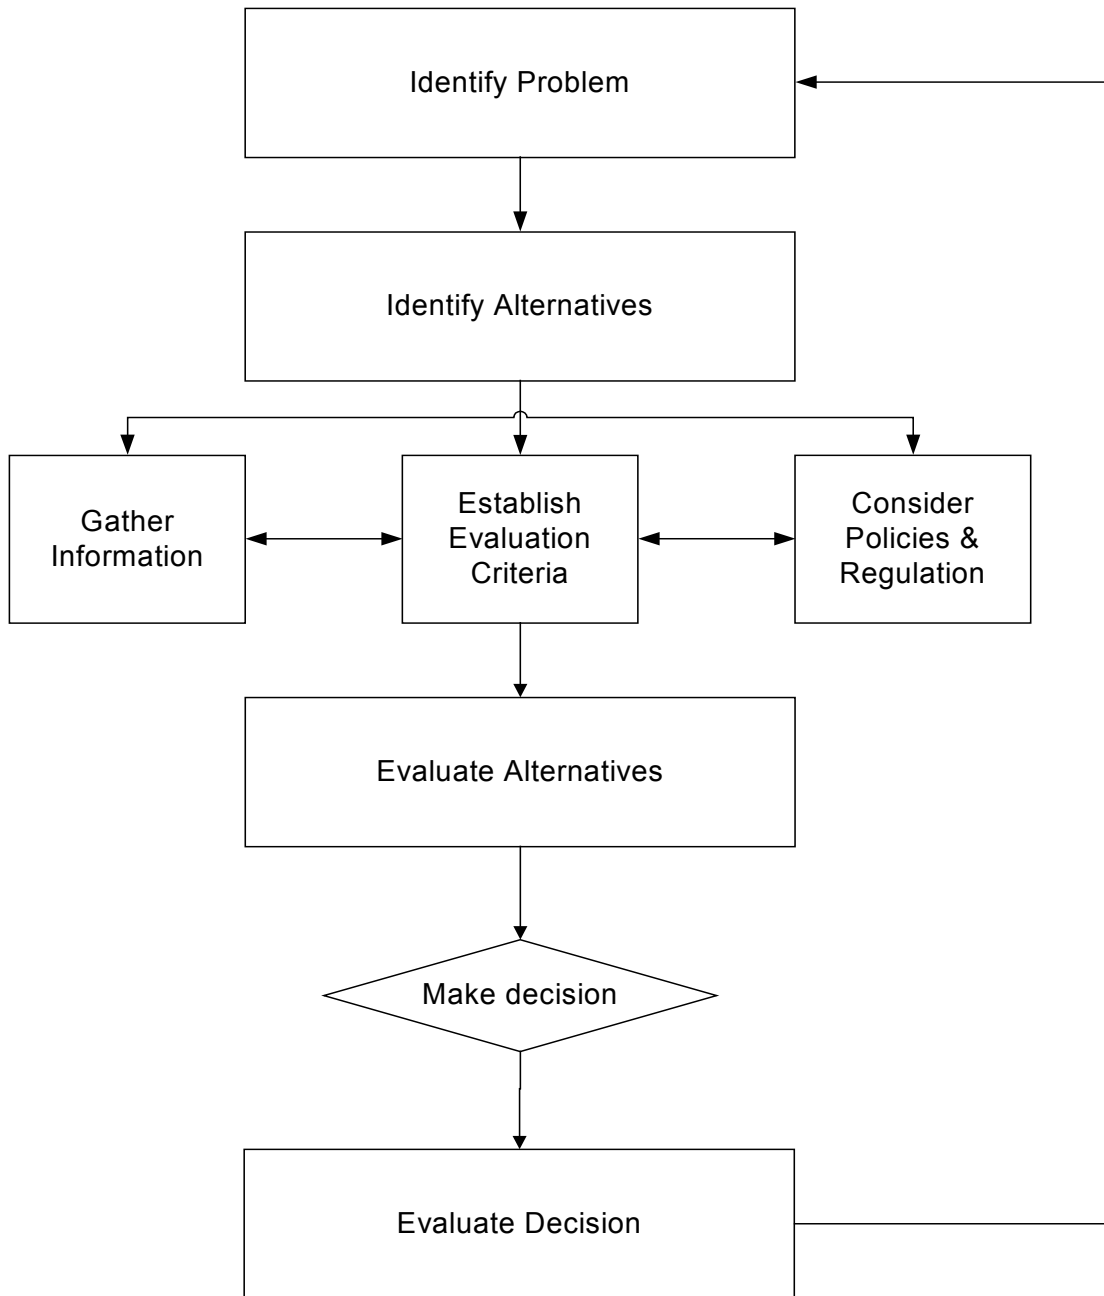 Identify Problem
Identify Alternatives
Gather
Information
Establish
Evaluation
Criteria
Consider
Policies &
Regulation
Evaluate Alternatives
Make decision
Evaluate Decision